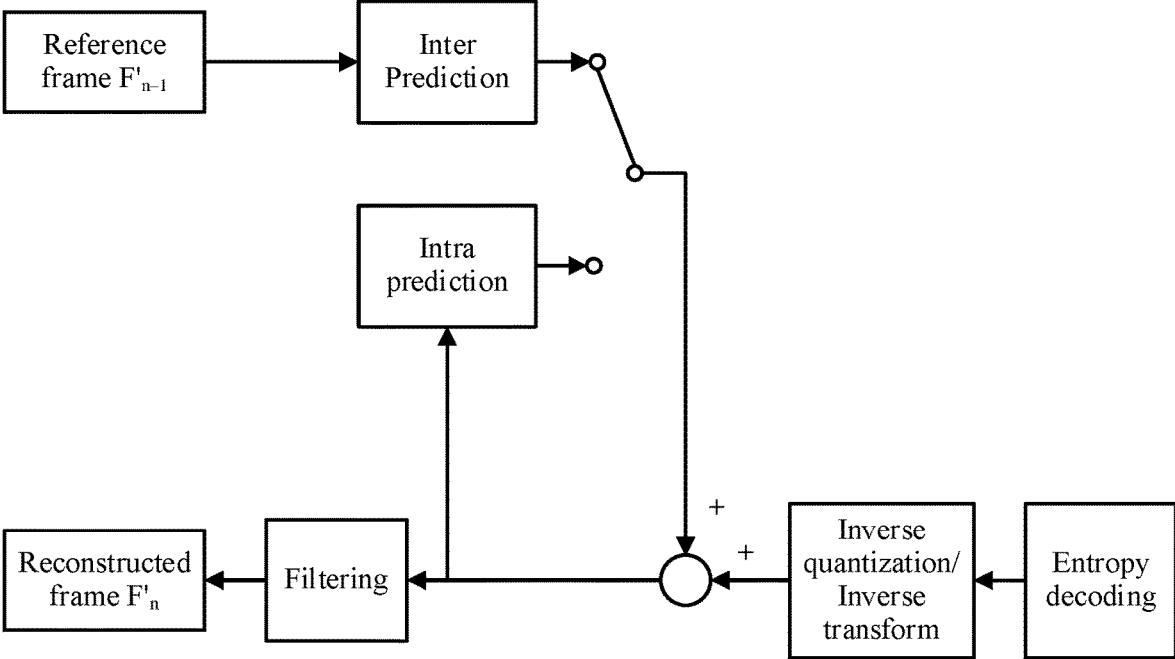 Reference
frame F'n–1
Inter
Prediction
Intra
prediction
+
+
Reconstructed
frame F'n
Filtering
Inverse
quantization/
Inverse
transform
Entropy
decoding